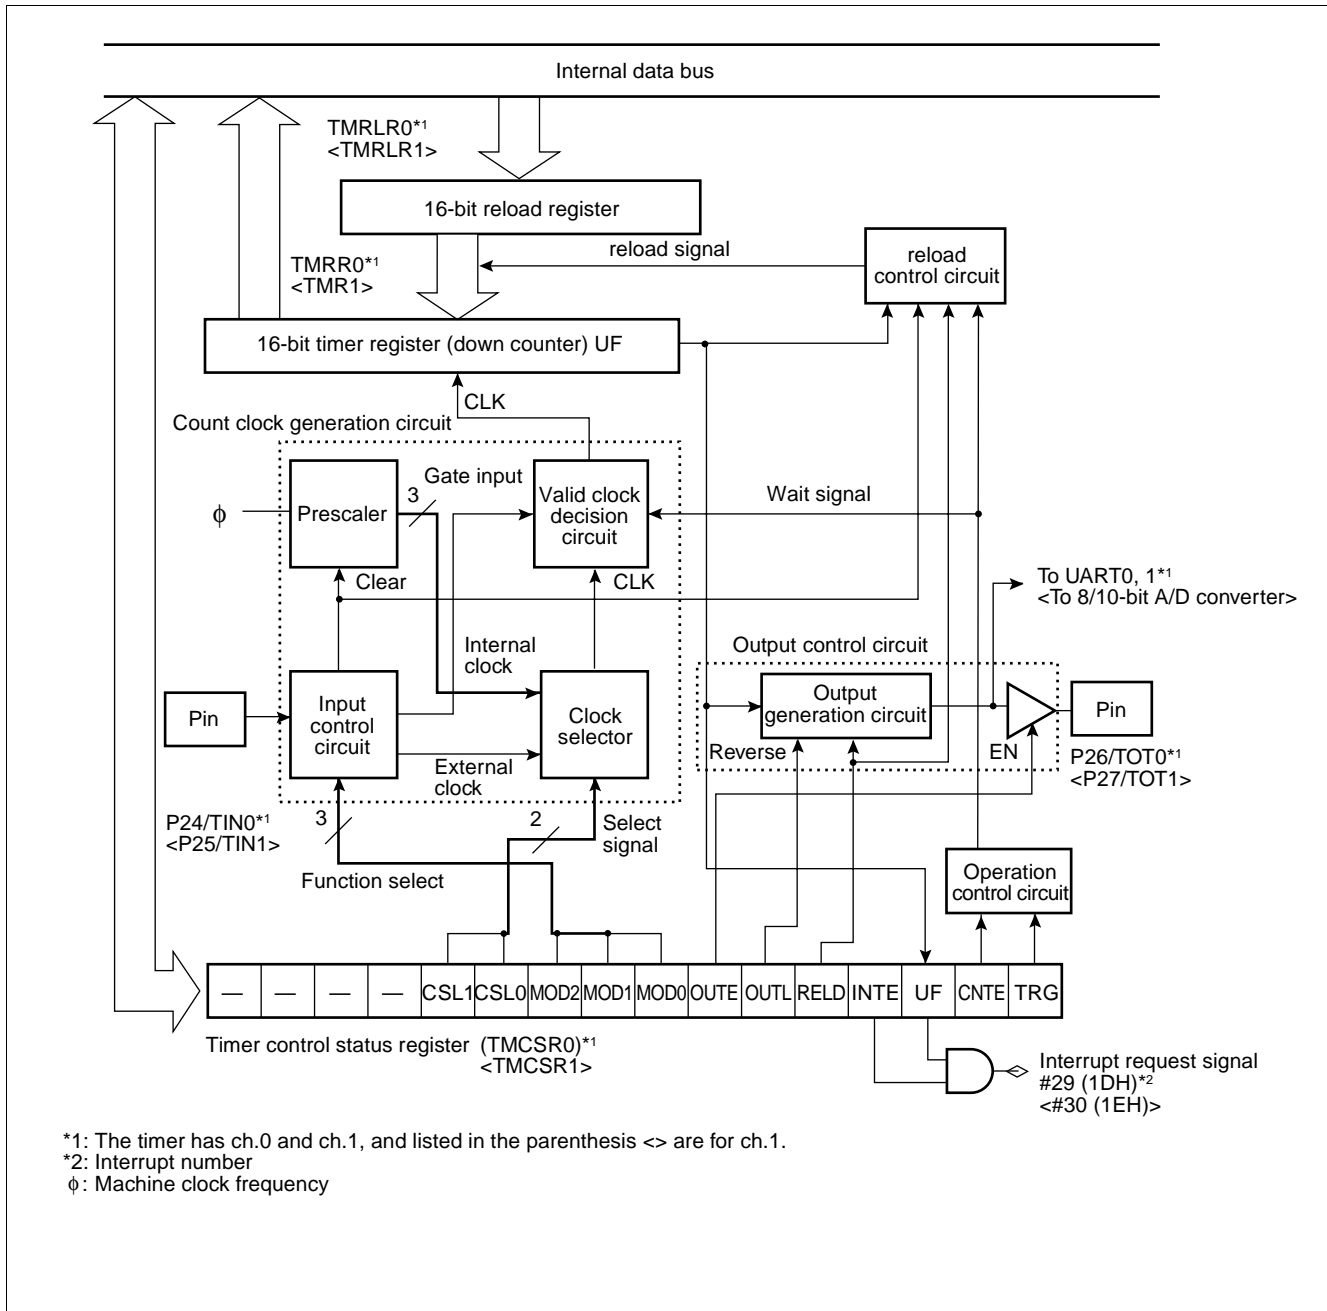 Internal data bus
TMRLR0*1
<TMRLR1>
16-bit reload register
reload signal
reload
control circuit
TMRR0*1
<TMR1>
16-bit timer register (down counter) UF
CLK
Count clock generation circuit
Gate input
3
Prescaler
Valid clock
decision
circuit
Wait signal
ϕ
Clear
CLK
To UART0, 1*1
<To 8/10-bit A/D converter>
Internal
clock
Output control circuit
Pin
Input
control
circuit
Clock
selector
Output
generation circuit
Pin
Reverse
EN
External
clock
P26/TOT0*1
<P27/TOT1>
P24/TIN0*1
<P25/TIN1>
3
2
Select
signal
Function select
Operation
control circuit
— — — — CSL1 CSL0 MOD2 MOD1 MOD0 OUTE OUTL RELD INTE UF CNTE TRG
Timer control status register (TMCSR0)*1
<TMCSR1>
Interrupt request signal
#29 (1DH)*2
<#30 (1EH)>
*1: The timer has ch.0 and ch.1, and listed in the parenthesis <> are for ch.1.
*2: Interrupt number
ϕ: Machine clock frequency